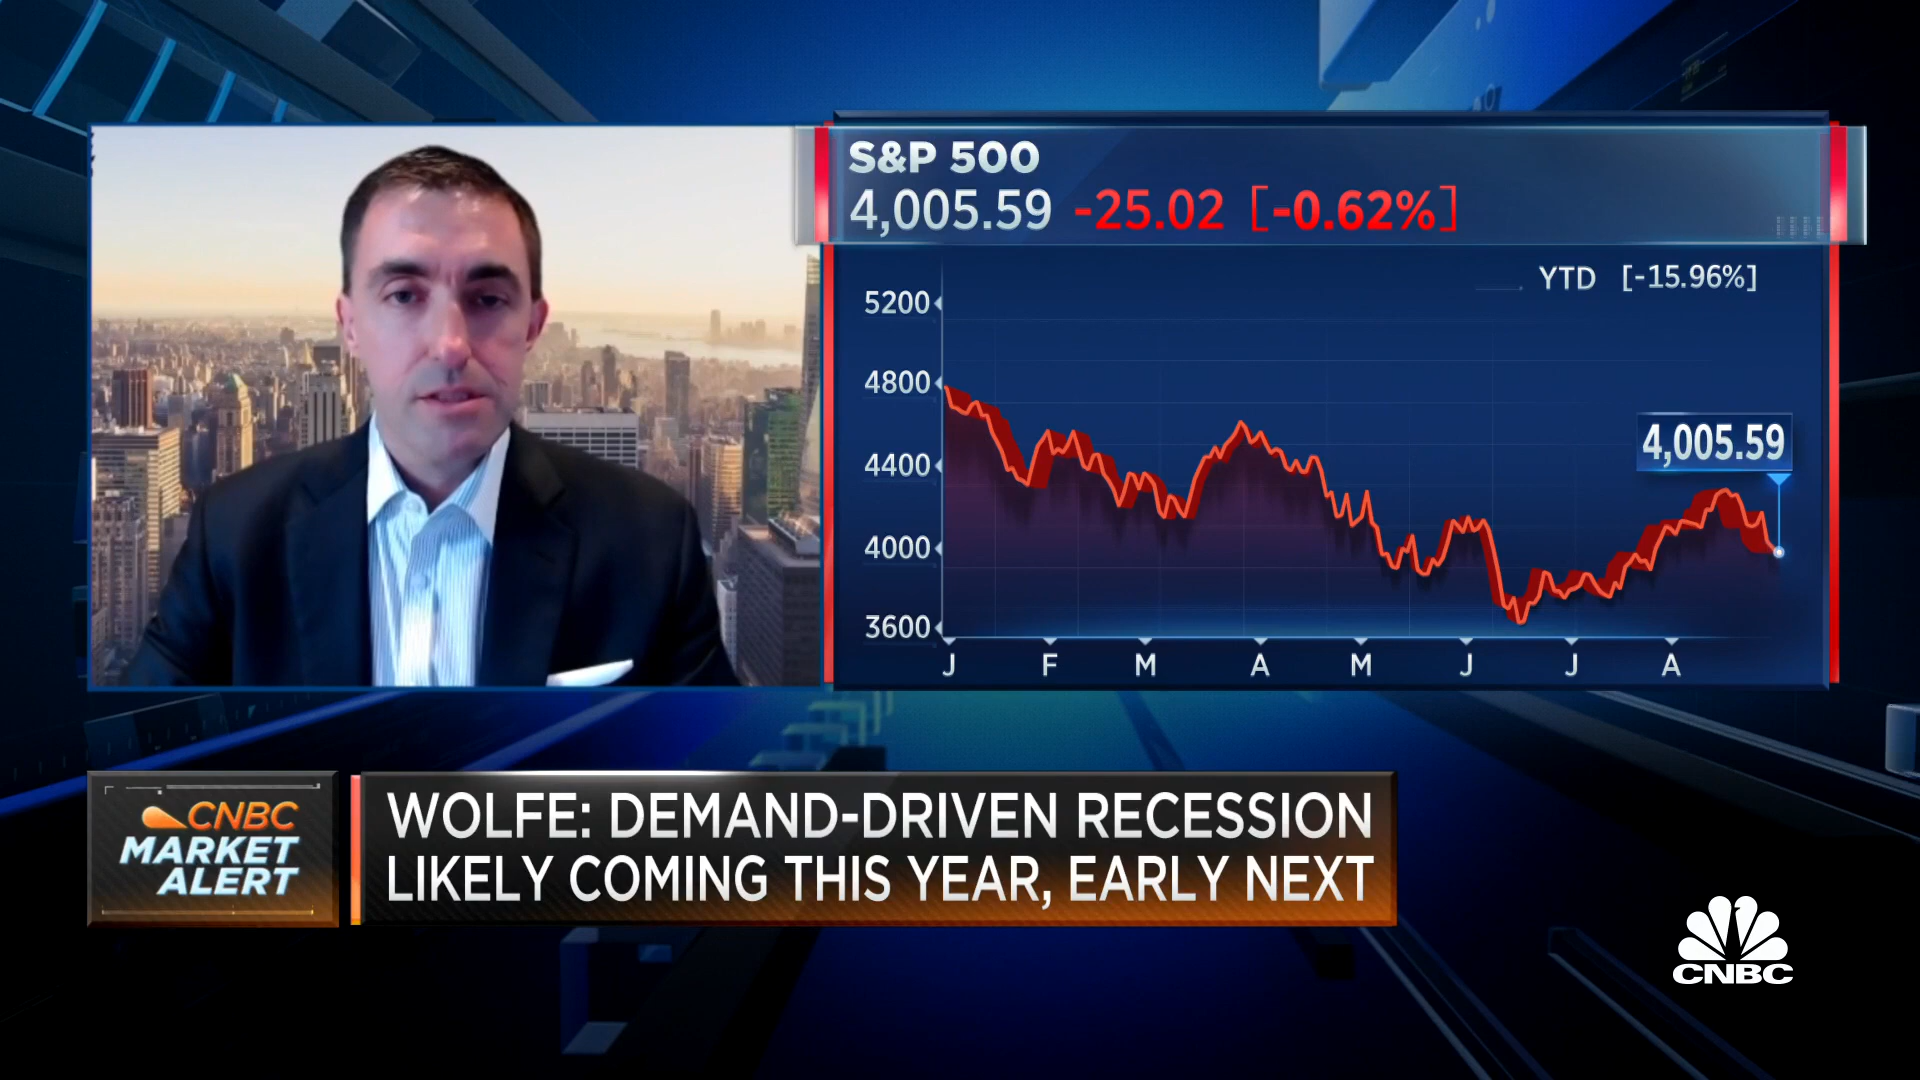 S&P 500
4,005.59 -25.02 [-0.62%]
YTD [-15.96%]
5200
4800
4400
4000
3600
4,005.59
J F M A M J J A
CNBC
MARKET
ALERT
WOLFE: DEMAND-DRIVEN RECESSION
LIKELY COMING THIS YEAR, EARLY NEXT
CNBC